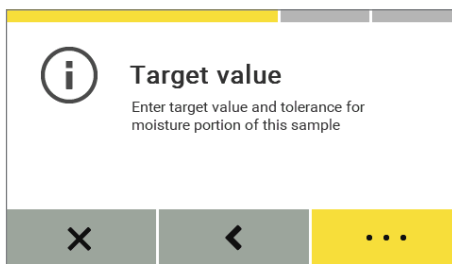 Target value
Enter target value and tolerance for
moisture portion of this sample